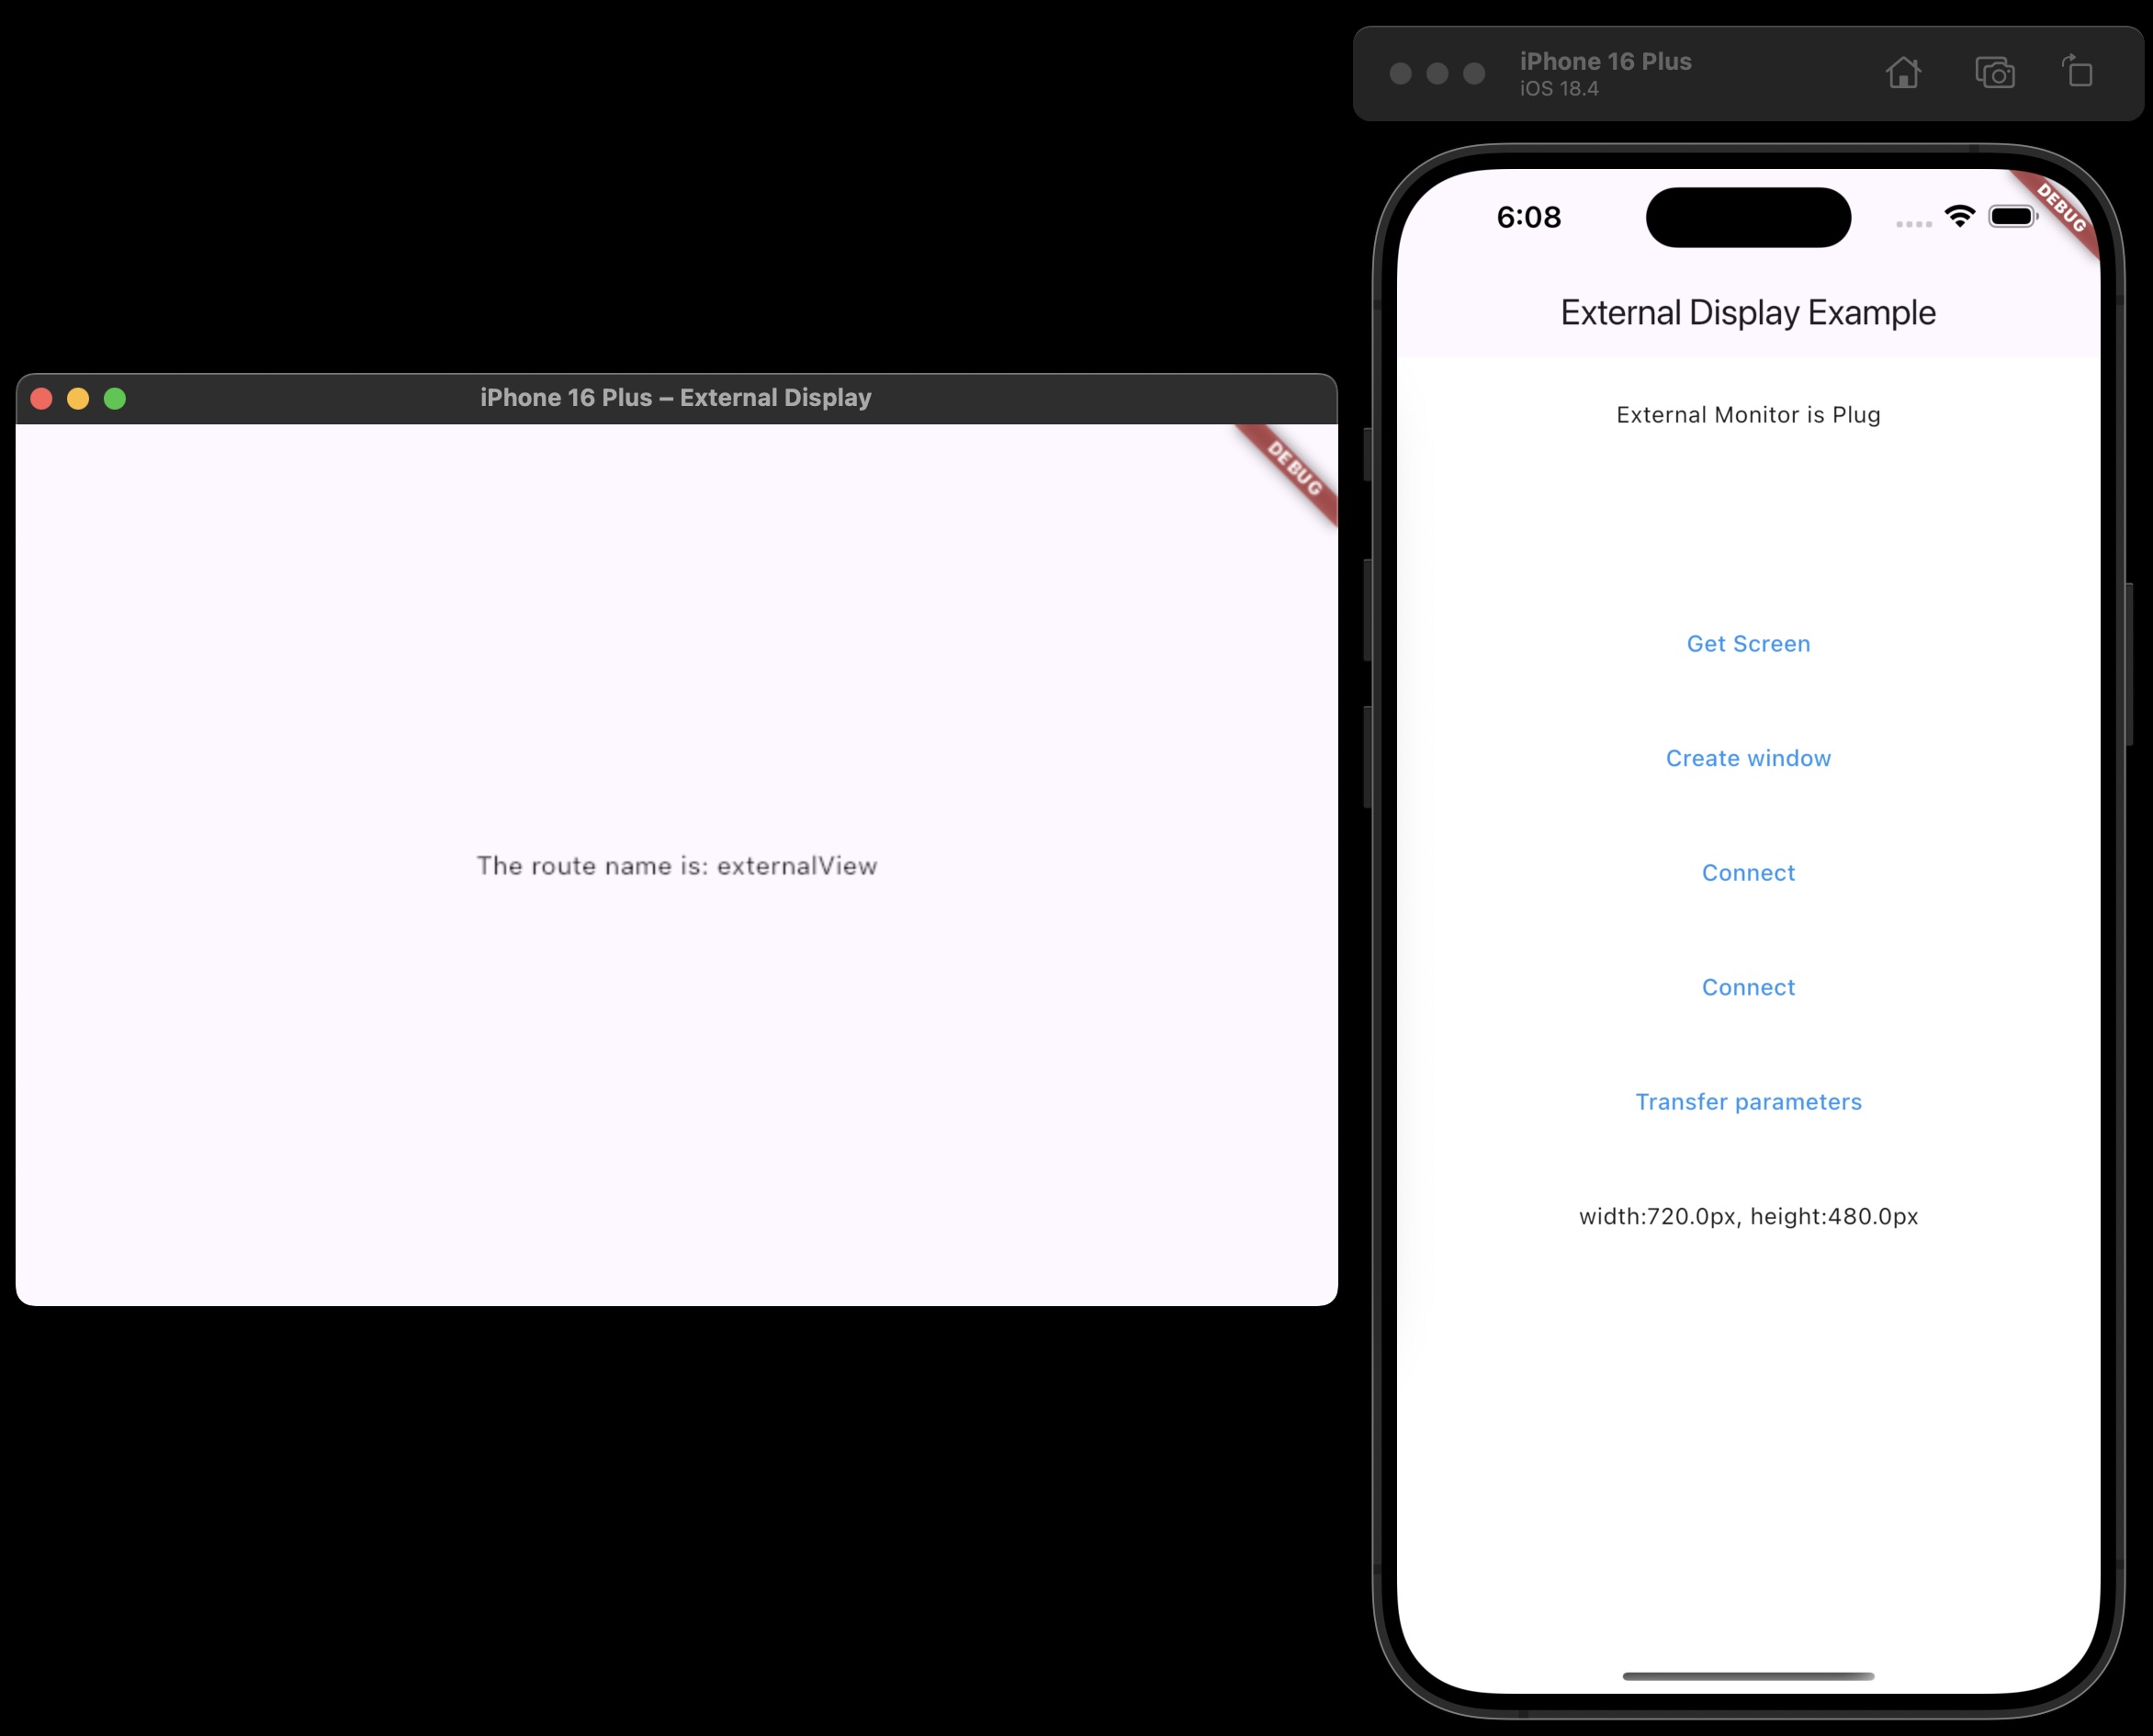 iPhone 16 Plus – External Display
DEBUG
The route name is: externalView
iPhone 16 Plus
iOS 18.4
6:08
DEBUG
External Display Example
External Monitor is Plug
Get Screen
Create window
Connect
Connect
Transfer parameters
width:720.0px, height:480.0px